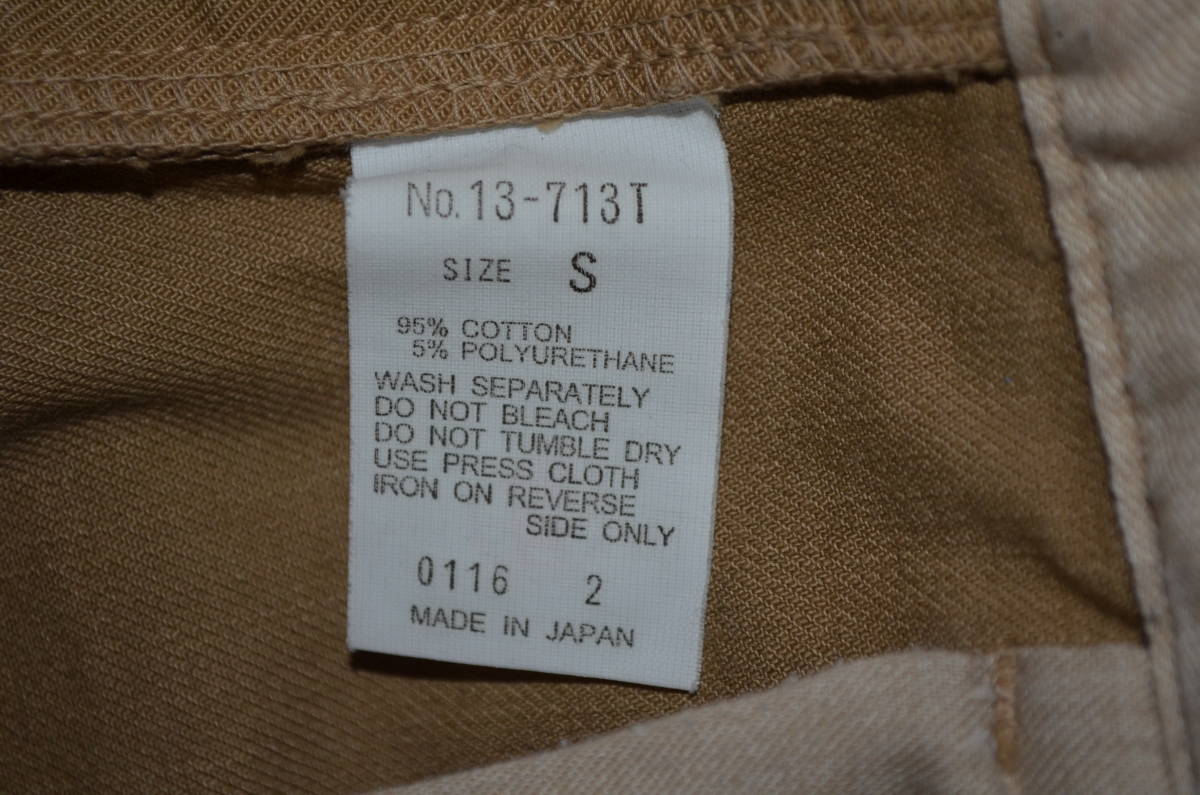 No. 13-713T
SIZE S
95% COTTON
5% POLYURETHANE
WASH SEPARATELY
DO NOT BLEACH
DO NOT TUMBLE DRY
USE PRESS CLOTH
IRON ON REVERSE
SIDE ONLY
0116 2
MADE IN JAPAN